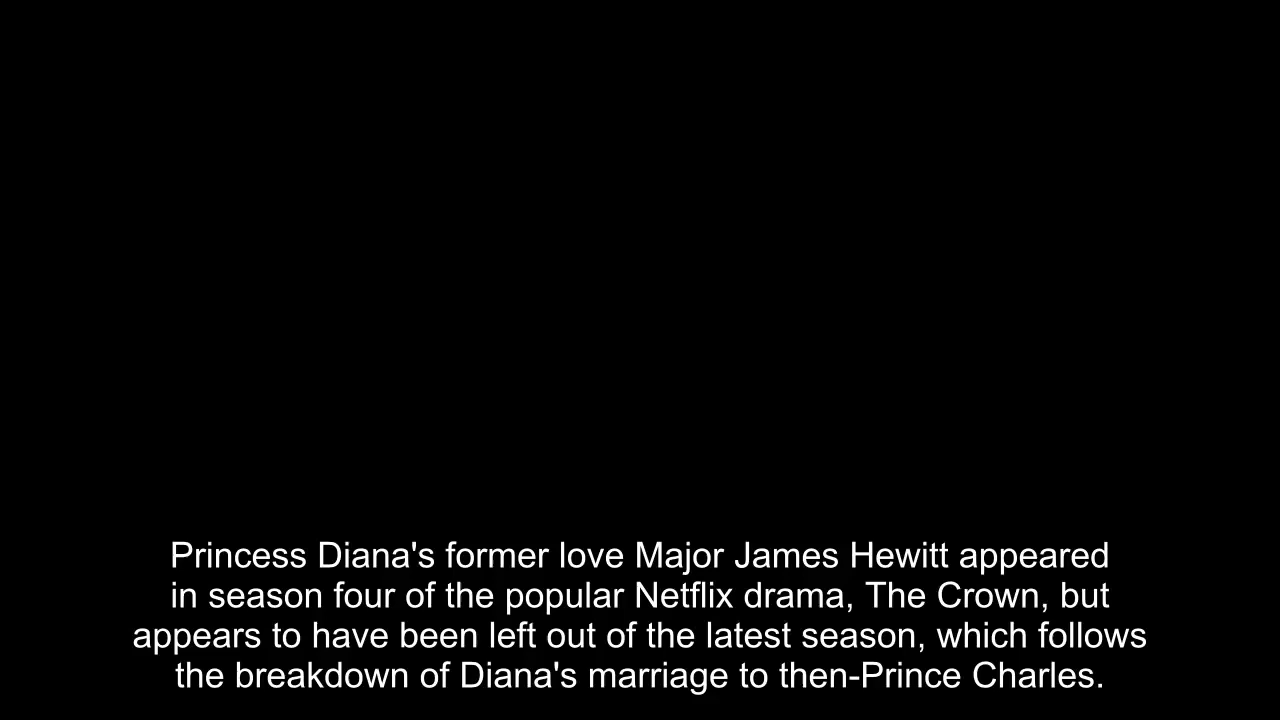 Princess Diana's former love Major James Hewitt appeared
in season four of the popular Netflix drama, The Crown, but
appears to have been left out of the latest season, which follows
the breakdown of Diana's marriage to then-Prince Charles.